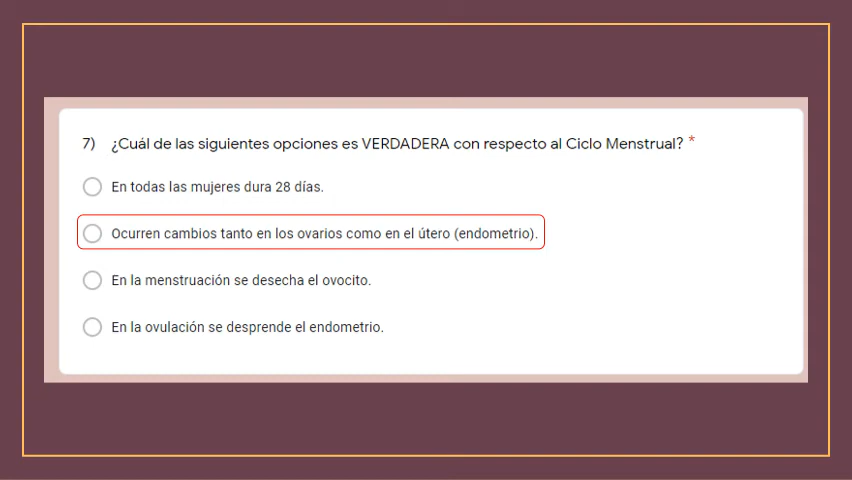 7) ¿Cuál de las siguientes opciones es VERDADERA con respecto al Ciclo Menstrual? *
En todas las mujeres dura 28 días.
Ocurren cambios tanto en los ovarios como en el útero (endometrio).
En la menstruación se desecha el ovocito.
En la ovulación se desprende el endometrio.